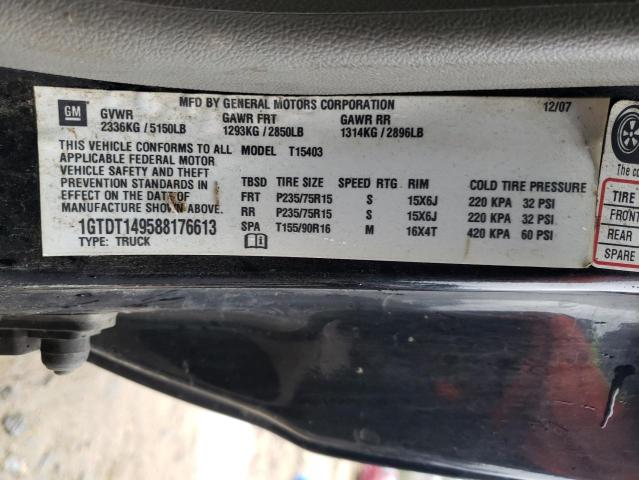 GM
MFD BY GENERAL MOTORS CORPORATION 12/07
GVWR GAWR FRT GAWR RR
2336KG / 5150LB 1293KG / 2850LB 1314KG / 2896LB
THIS VEHICLE CONFORMS TO ALL MODEL T15403
APPLICABLE FEDERAL MOTOR
VEHICLE SAFETY AND THEFT
PREVENTION STANDARDS IN
EFFECT ON THE DATE OF
MANUFACTURE SHOWN ABOVE.
1GTDT149588176613
TYPE: TRUCK
TBSD TIRE SIZE SPEED RTG RIM COLD TIRE PRESSURE
FRT P235/75R15 S 15X6J 220 KPA 32 PSI
RR P235/75R15 S 15X6J 220 KPA 32 PSI
SPA T155/90R16 M 16X4T 420 KPA 60 PSI
The
TIRE
FRONT
REAR
SPARE